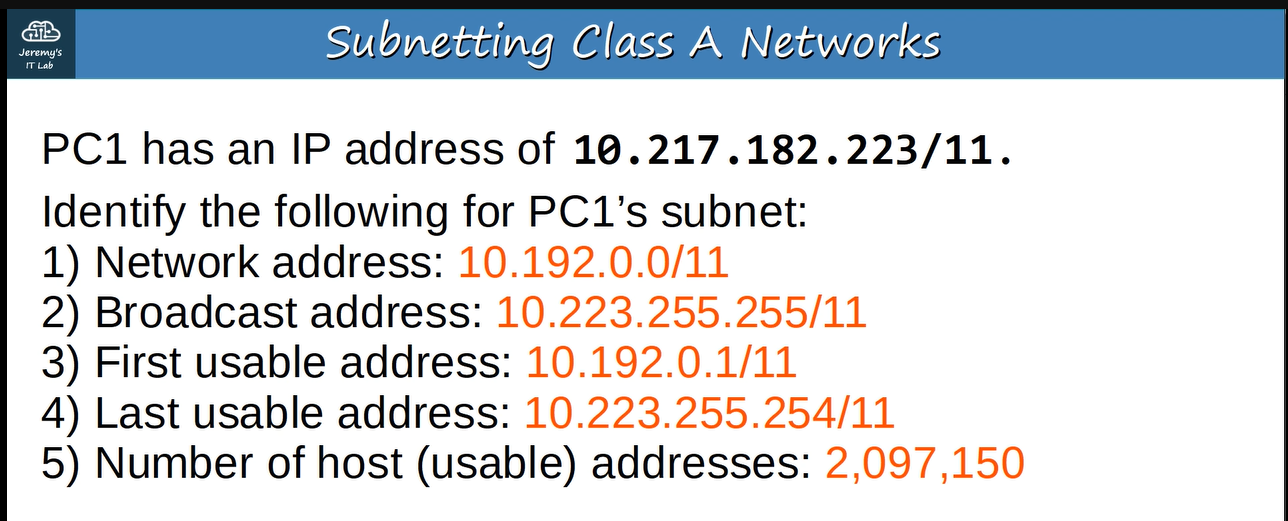 Jeremy's
IT Lab
Subnetting Class A Networks
PC1 has an IP address of 10.217.182.223/11.
Identify the following for PC1’s subnet:
1) Network address: 10.192.0.0/11
2) Broadcast address: 10.223.255.255/11
3) First usable address: 10.192.0.1/11
4) Last usable address: 10.223.255.254/11
5) Number of host (usable) addresses: 2,097,150